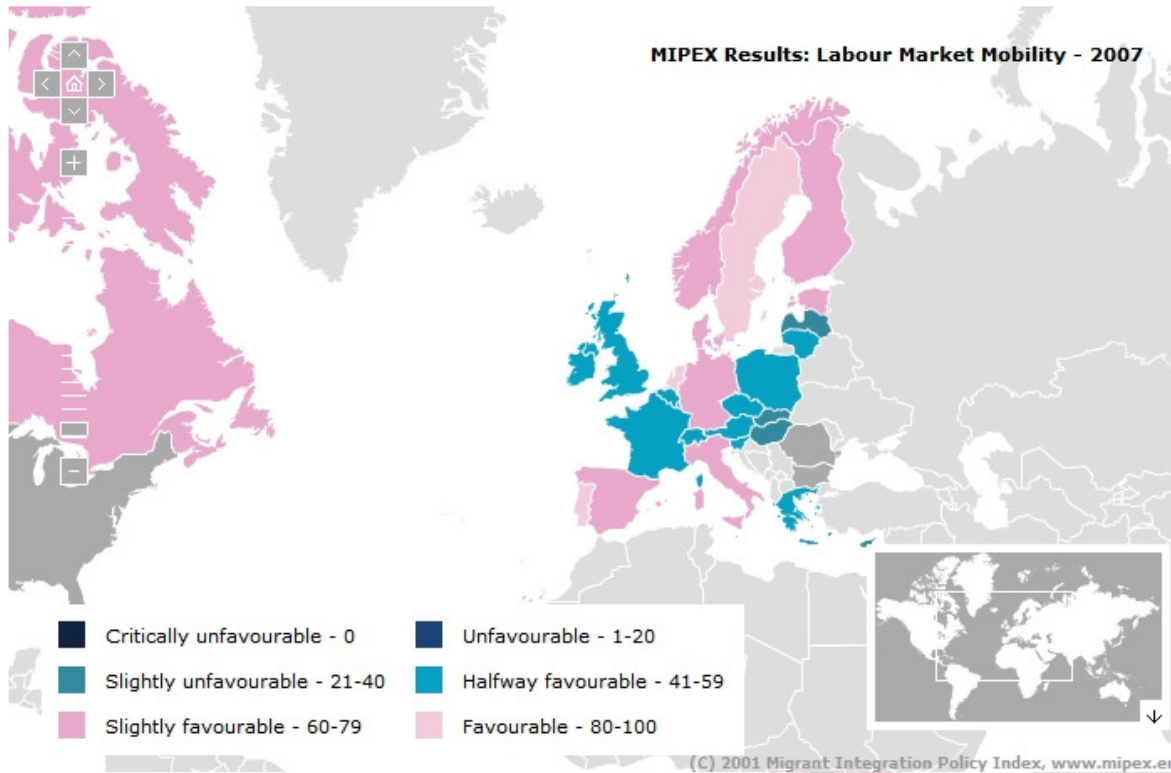 MIPEX Results: Labour Market Mobility - 2007
Critically unfavourable - 0
Unfavourable - 1-20
Slightly unfavourable - 21-40
Halfway favourable - 41-59
Slightly favourable - 60-79
Favourable - 80-100
(C) 2001 Migrant Integration Policy Index, www.mipex.e